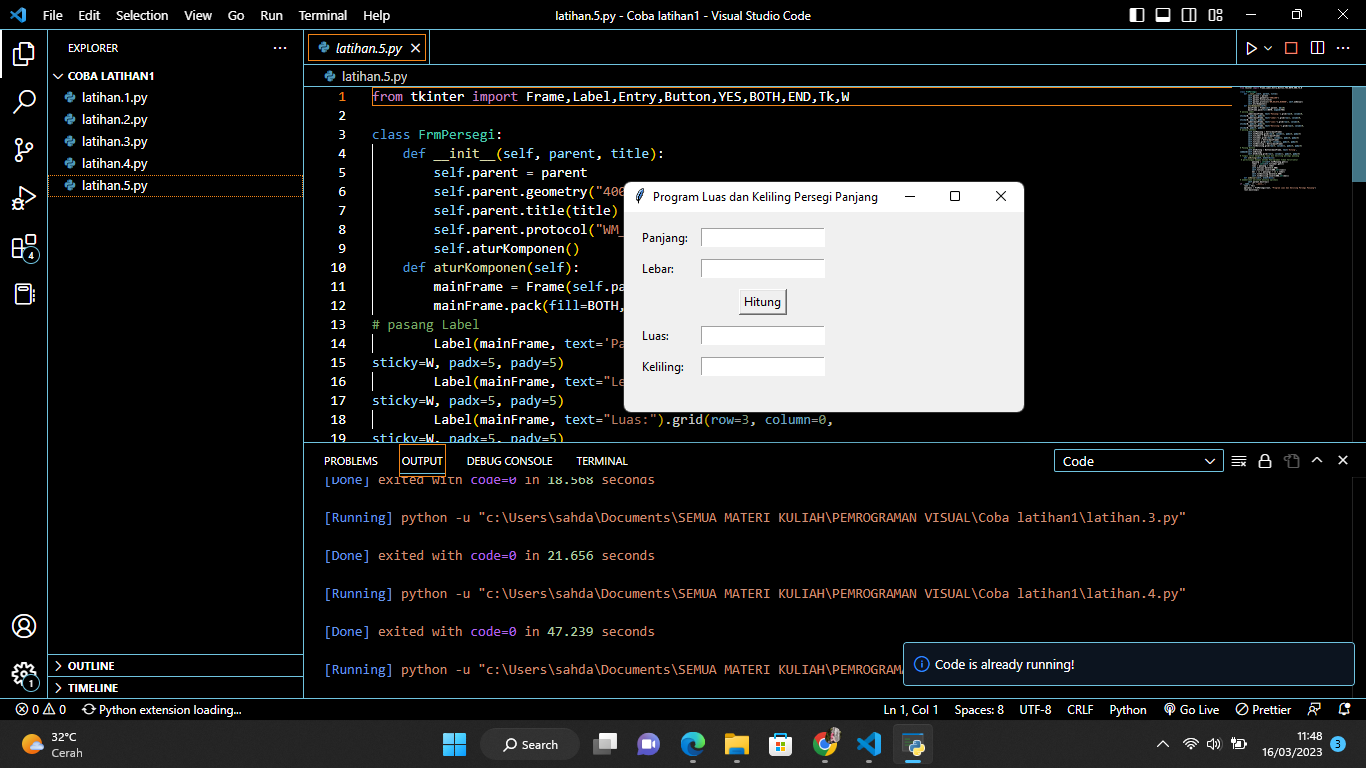 File Edit Selection View Go Run Terminal Help
latihan.5.py - Coba latihan1 - Visual Studio Code
EXPLORER
COBA LATIHAN1
latihan.1.py
latihan.2.py
latihan.3.py
latihan.4.py
latihan.5.py
OUTLINE
TIMELINE
4
1
latihan.5.py
latihan.5.py
1 from tkinter import Frame,Label,Entry,Button,YES,BOTH,END,Tk,W
2
3 class FrmPersegi:
4 def __init__(self, parent, title):
5 self.parent = parent
6 self.parent.geometry("400
7 self.parent.title(title)
8 self.parent.protocol("WM_
9 self.aturKomponen()
10 def aturKomponen(self):
11 mainFrame = Frame(self.pa
12 mainFrame.pack(fill=BOTH,
13 # pasang Label
14 Label(mainFrame, text='Pa
15 sticky=W, padx=5, pady=5)
16 Label(mainFrame, text="Le
17 sticky=W, padx=5, pady=5)
18 Label(mainFrame, text="Luas:").grid(row=3, column=0,
19 sticky=W, padx=5, pady=5)
Program Luas dan Keliling Persegi Panjang
Panjang:
Lebar:
Hitung
Luas:
Keliling:
PROBLEMS OUTPUT DEBUG CONSOLE TERMINAL
Code
[Done] exited with code=0 in 18.568 seconds
[Running] python -u "c:\Users\sahda\Documents\SEMUA MATERI KULIAH\PEMROGRAMAN VISUAL\Coba latihan1\latihan.3.py"
[Done] exited with code=0 in 21.656 seconds
[Running] python -u "c:\Users\sahda\Documents\SEMUA MATERI KULIAH\PEMROGRAMAN VISUAL\Coba latihan1\latihan.4.py"
[Done] exited with code=0 in 47.239 seconds
[Running] python -u "c:\Users\sahda\Documents\SEMUA MATERI KULIAH\PEMROGRAMA
Code is already running!
0 0 Python extension loading...
Ln 1, Col 1 Spaces: 8 UTF-8 CRLF Python Go Live Prettier
32°C
Cerah
Search
11:48
16/03/2023
3